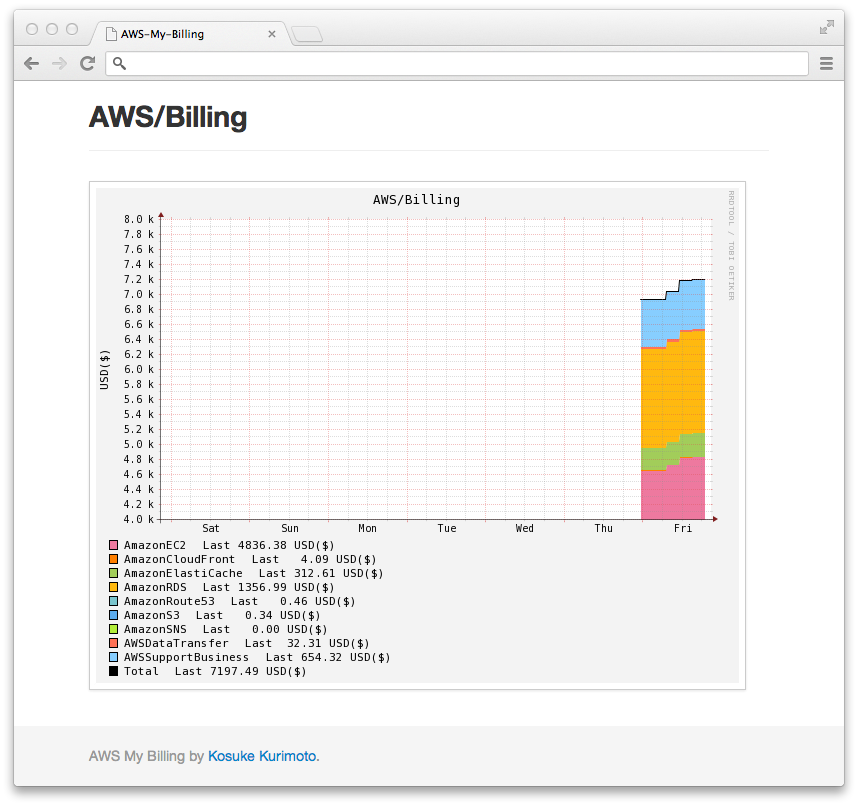 AWS-My-Billing
AWS/Billing
AWS/Billing
RRDTOOL / TOBI OETIKER
USD($)
8.0 k
7.8 k
7.6 k
7.4 k
7.2 k
7.0 k
6.8 k
6.6 k
6.4 k
6.2 k
6.0 k
5.8 k
5.6 k
5.4 k
5.2 k
5.0 k
4.8 k
4.6 k
4.4 k
4.2 k
4.0 k
Sat Sun Mon Tue Wed Thu Fri
AmazonEC2 Last 4836.38 USD($)
AmazonCloudFront Last 4.09 USD($)
AmazonElastiCache Last 312.61 USD($)
AmazonRDS Last 1356.99 USD($)
AmazonRoute53 Last 0.46 USD($)
AmazonS3 Last 0.34 USD($)
AmazonSNS Last 0.00 USD($)
AWSDataTransfer Last 32.31 USD($)
AWSSupportBusiness Last 654.32 USD($)
Total Last 7197.49 USD($)
AWS My Billing by Kosuke Kurimoto.